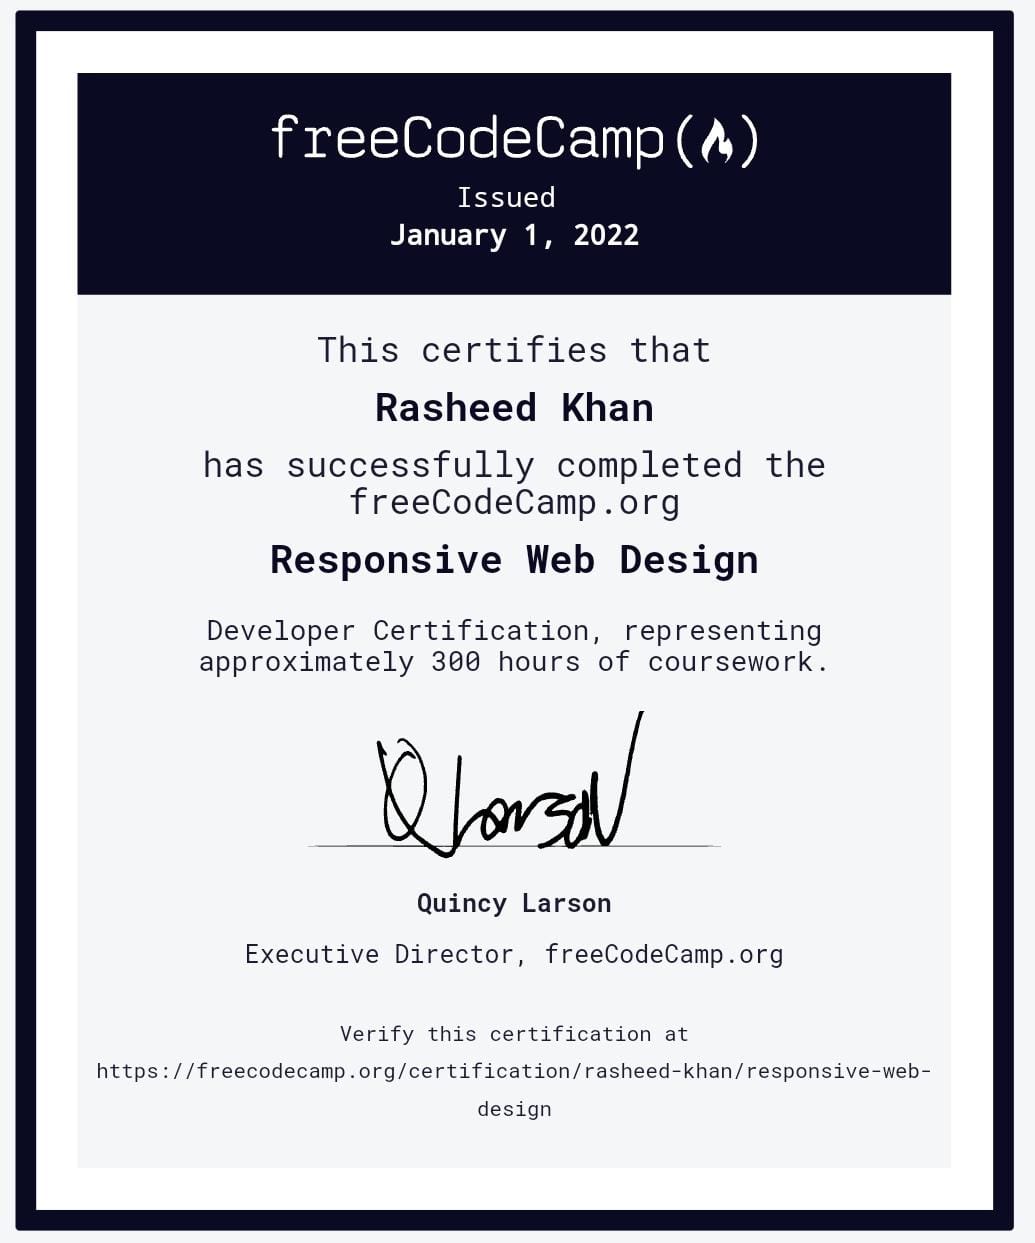 freeCodeCamp(🔥)
Issued
January 1, 2022
This certifies that
Rasheed Khan
has successfully completed the
freeCodeCamp.org
Responsive Web Design
Developer Certification, representing
approximately 300 hours of coursework.
QLarson
Quincy Larson
Executive Director, freeCodeCamp.org
Verify this certification at
https://freecodecamp.org/certification/rasheed-khan/responsive-web-
design